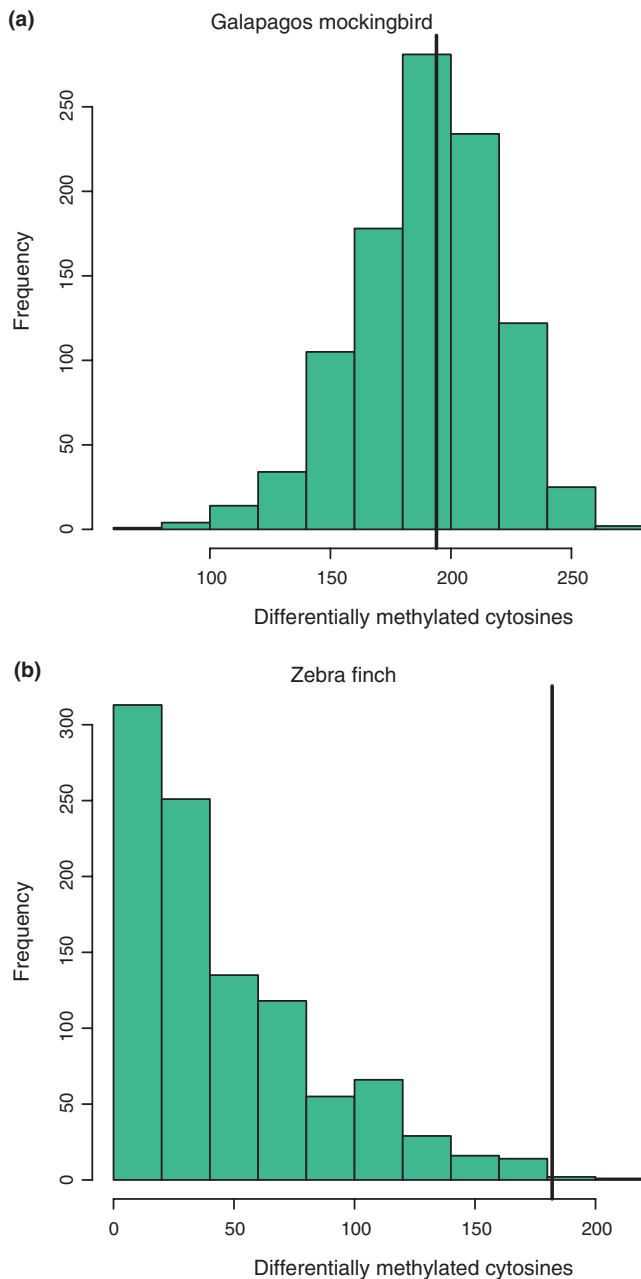 (a)
Galapagos mockingbird
Frequency
250
200
150
100
50
0
100 150 200 250
Differentially methylated cytosines
(b)
Zebra finch
Frequency
300
250
200
150
100
50
0
0 50 100 150 200
Differentially methylated cytosines